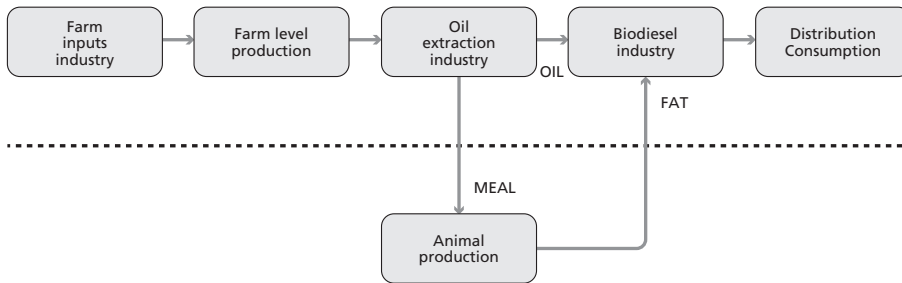 Farm
inputs
industry
Farm level
production
Oil
extraction
industry
Biodiesel
industry
Distribution
Consumption
OIL
FAT
MEAL
Animal
production